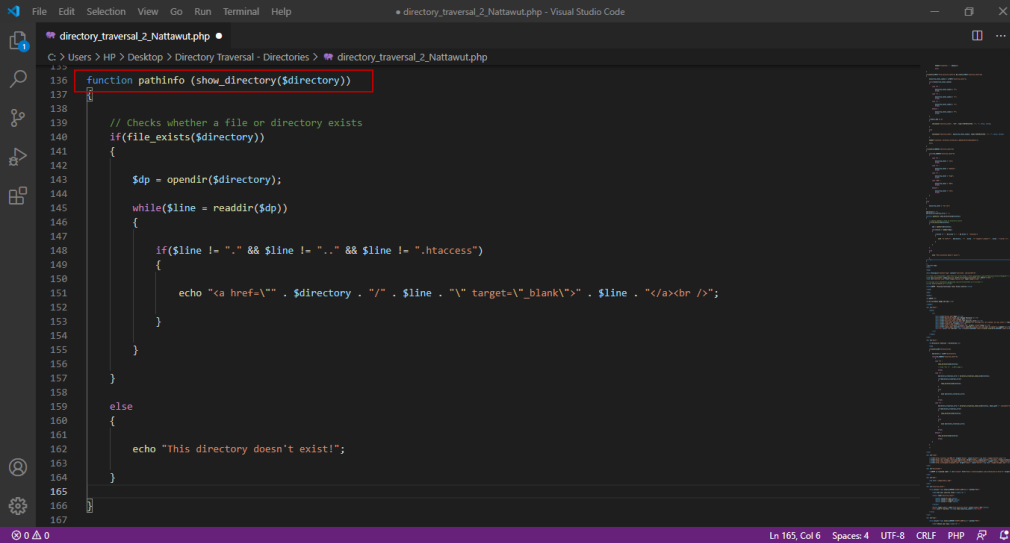 File Edit Selection View Go Run Terminal Help ● directory_traversal_2_Nattawut.php - Visual Studio Code
directory_traversal_2_Nattawut.php ●
C: > Users > HP > Desktop > Directory Traversal - Directories > directory_traversal_2_Nattawut.php
1
135
136 function pathinfo (show_directory($directory))
137 {
138
139 // Checks whether a file or directory exists
140 if(file_exists($directory))
141 {
142
143 $dp = opendir($directory);
144
145 while($line = readdir($dp))
146 {
147
148 if($line != "." && $line != ".." && $line != ".htaccess")
149 {
150
151 echo "<a href=\"" . $directory . "/" . $line . "\" target=\"_blank\">" . $line . "</a><br />";
152
153 }
154
155 }
156
157 }
158
159 else
160 {
161
162 echo "This directory doesn't exist!";
163
164 }
165
166 }
167
0 0 Ln 165, Col 6 Spaces: 4 UTF-8 CRLF PHP